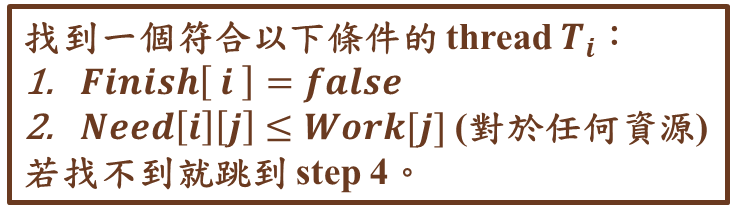 找到一個符合以下條件的 thread Tᵢ：
1. Finish[ i ] = false
2. Need[i][j] ≤ Work[j] (對於任何資源)
若找不到就跳到 step 4。